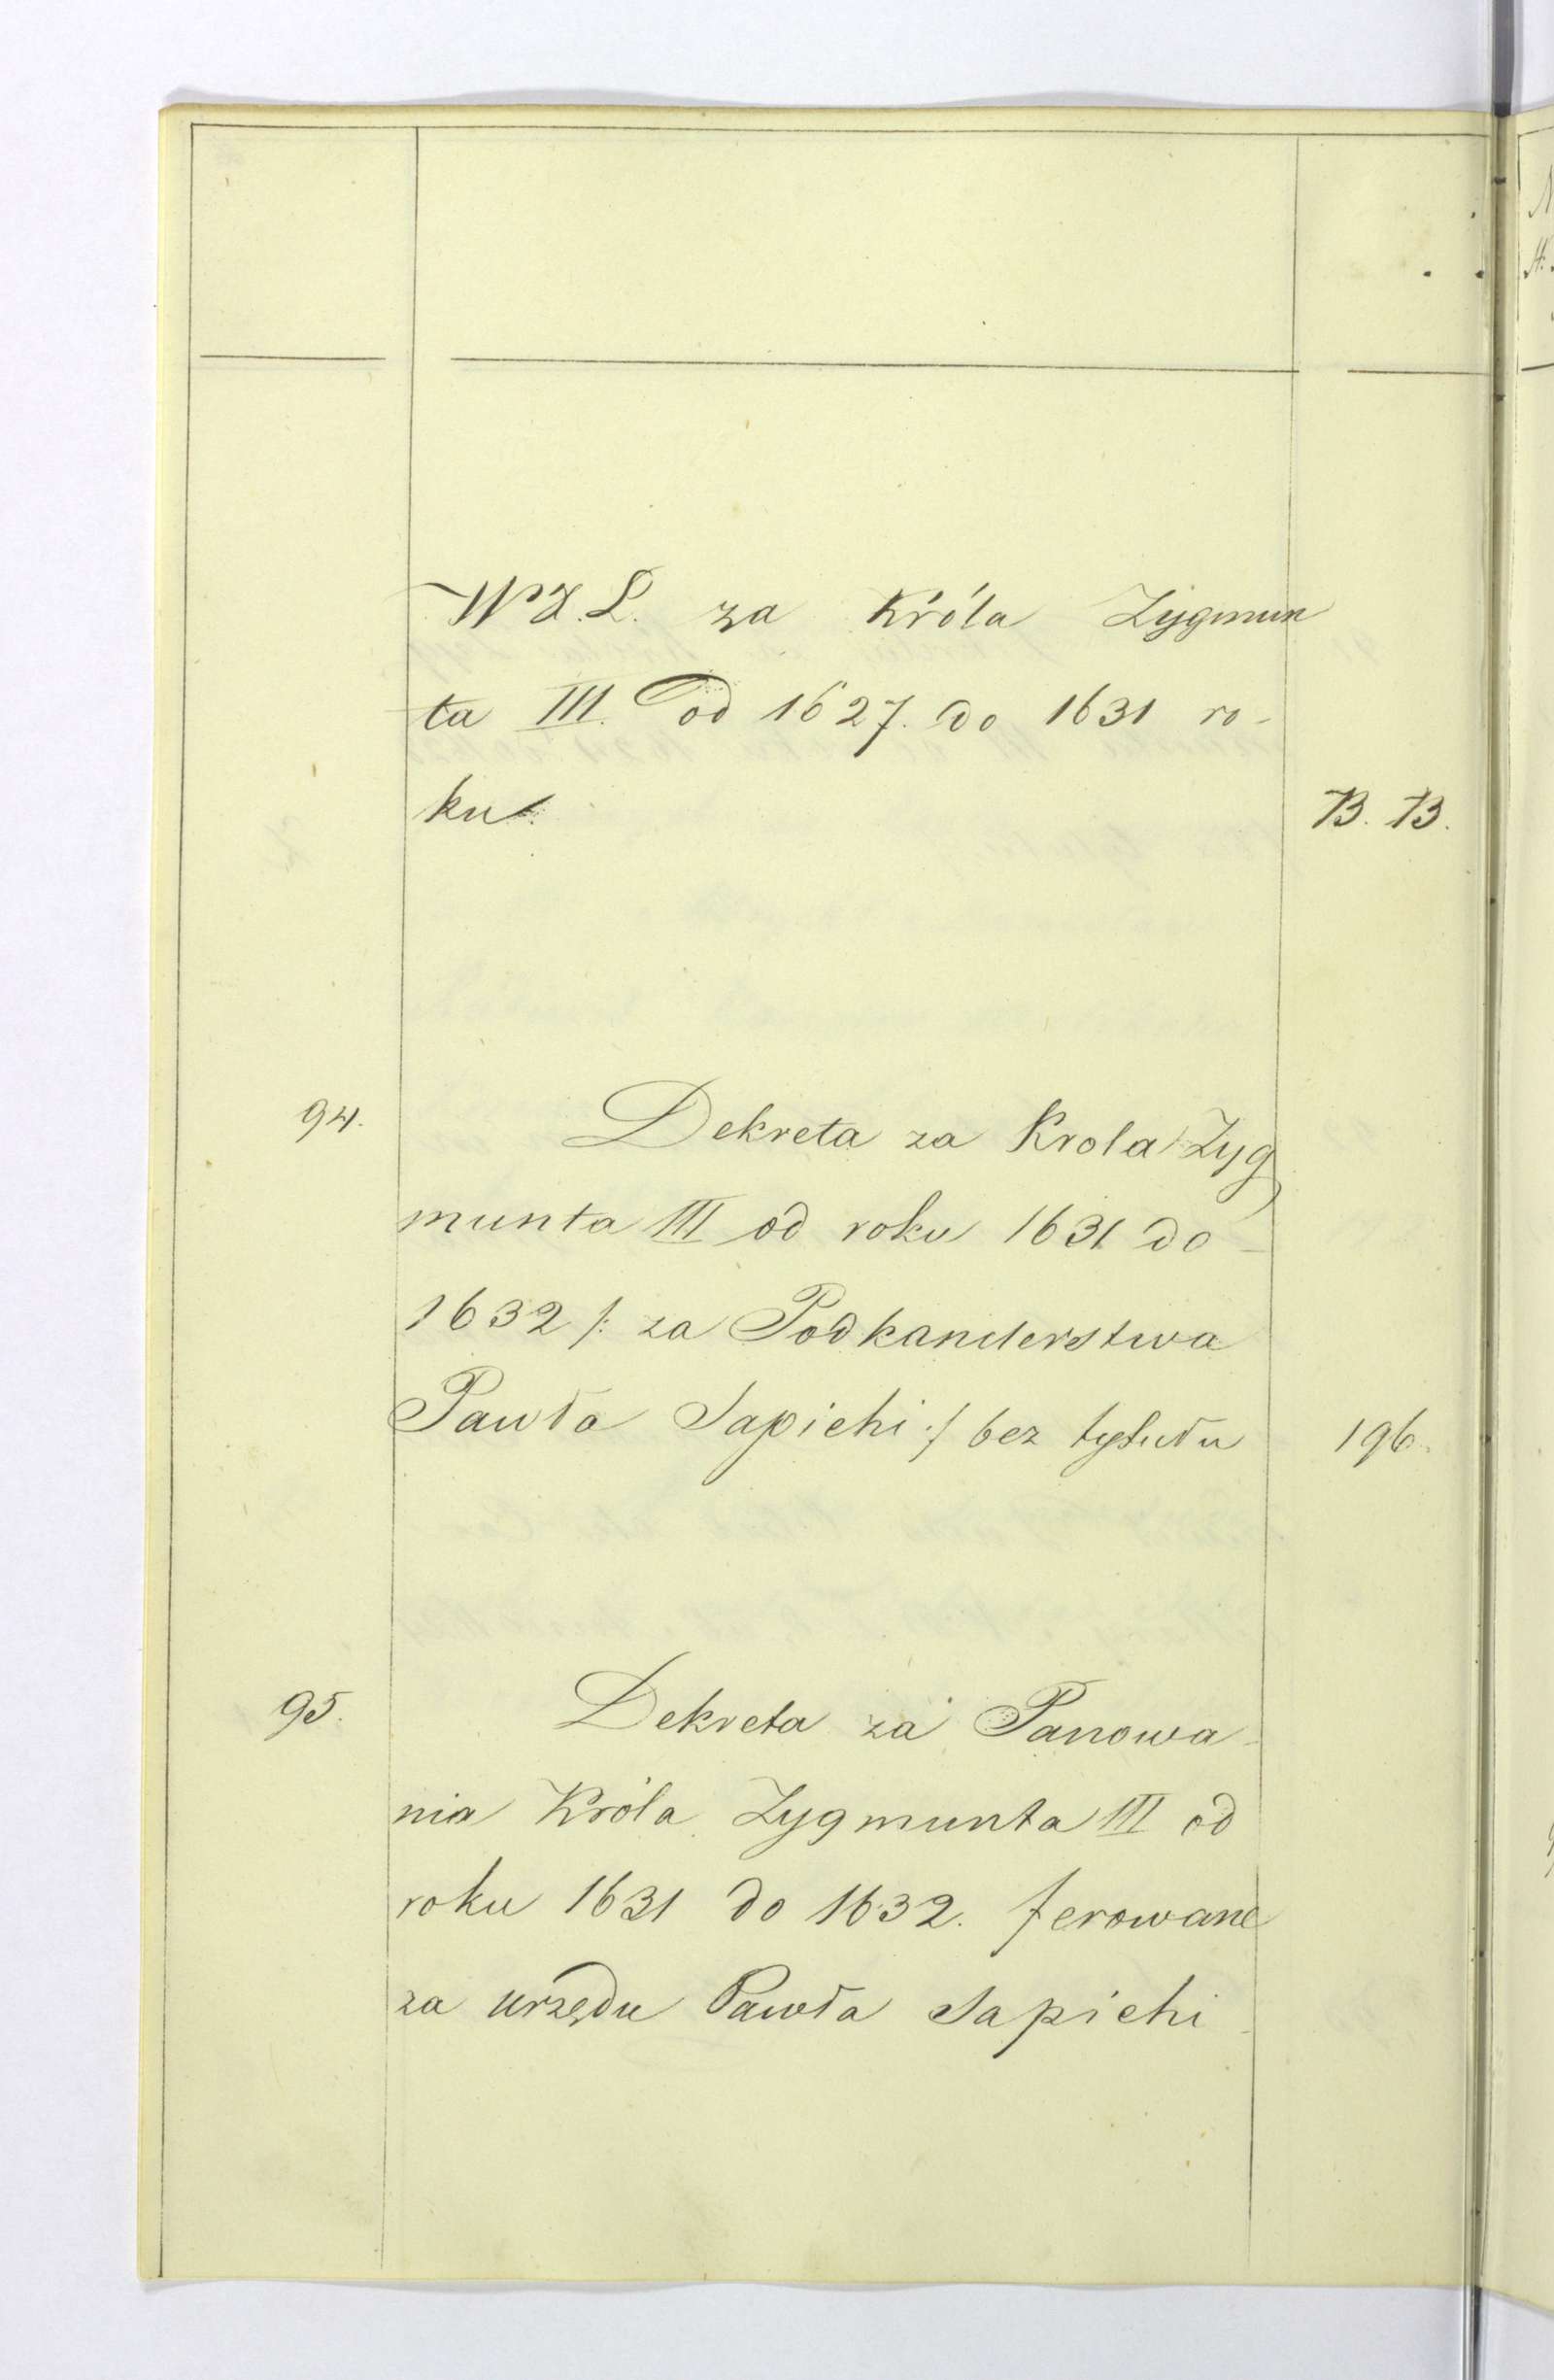 W X. L. za Króla Zygmun
ta III. od 1627. do 1631 ro-
ku. B. B.
94. Dekreta za Krola Zyg
munta III od roku 1631 do
1632 /: za Podkanclerstwa
Pawła Sapiehi :/ bez tytułu 196.
95. Dekreta za Panowa-
nia Króla Zygmunta III od
roku 1631 do 1632. ferowane
za urzędu Pawła Sapiehi